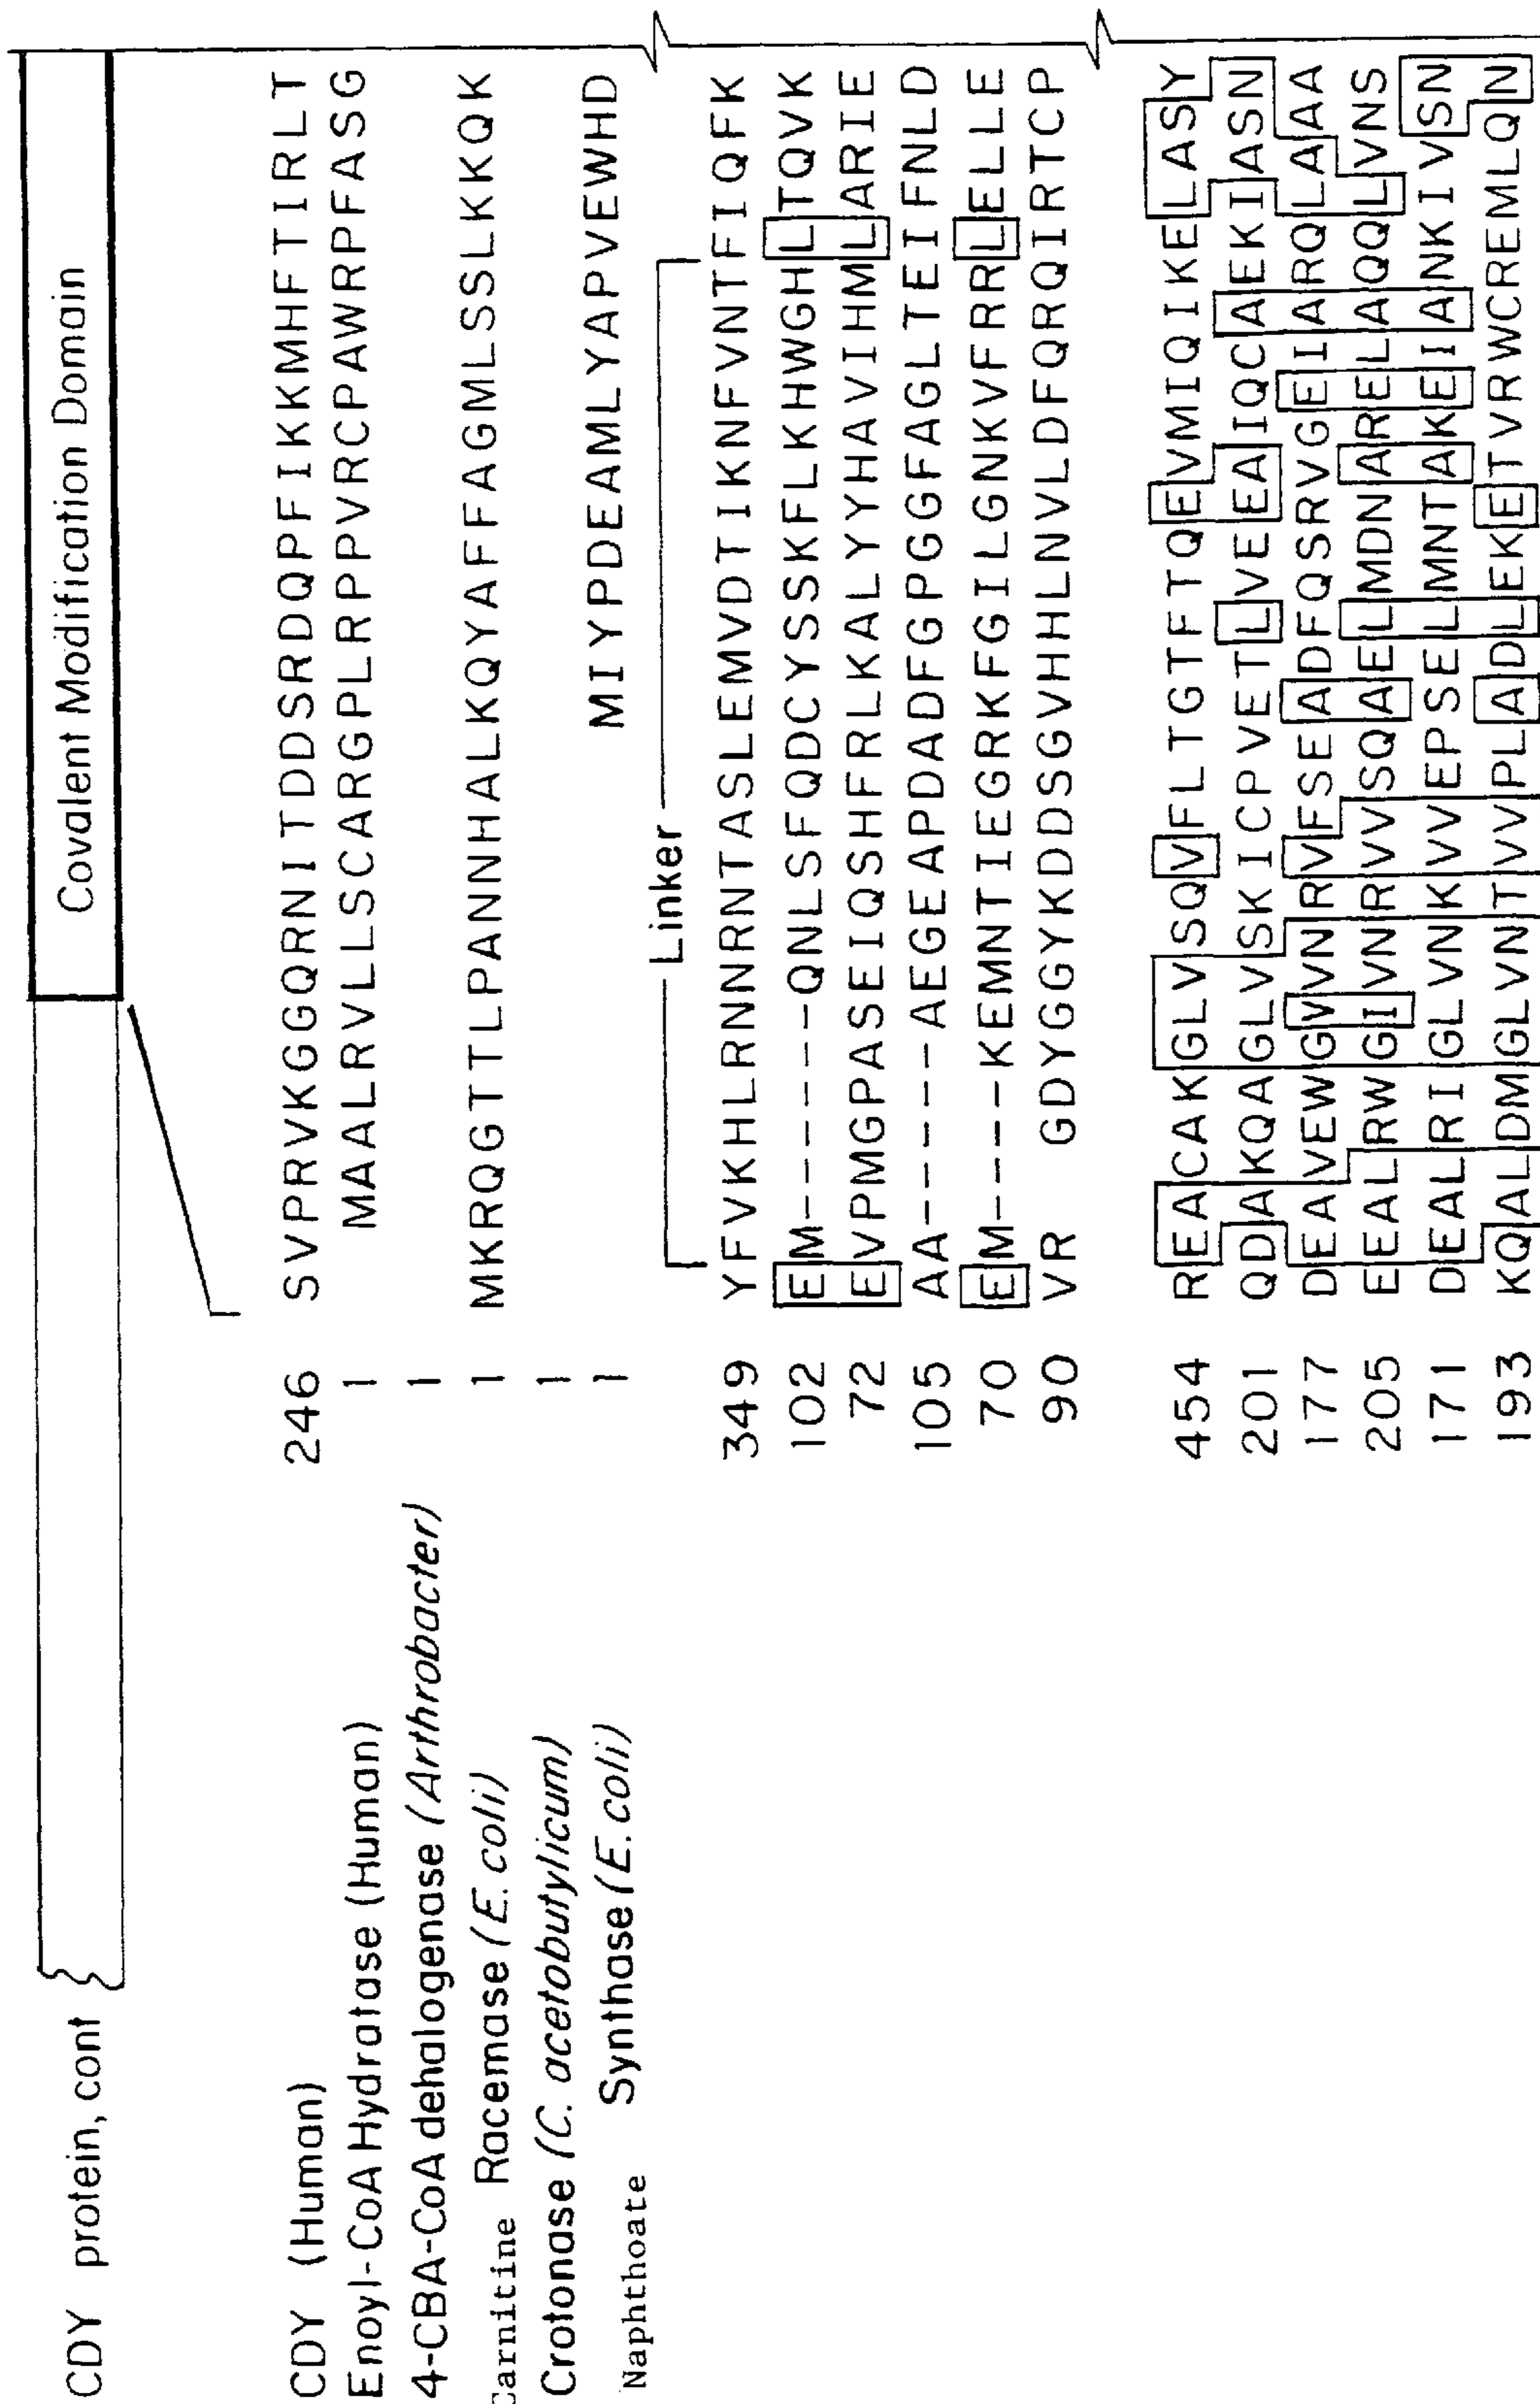 CDY protein, cont
Covalent Modification Domain
CDY (Human) 246 SVPRVKGGQRNITDDSRDQPFIKKMHFTIRLT
Enoyl-CoA Hydratase (Human) 1 MAALRVLLSCARGPLRPPVRCPAWRPFASG
4-CBA-CoA dehalogenase (Arthrobacter) 1
Carnitine Racemase (E. coli) 1 MKRQGTTLPANNHALKQYAFFAGMLSSLKKQK
Crotonase (C. acetobutylicum) 1
Naphthoate Synthase (E. coli) 1 MIYPDEAMLYAPVEWHD
Linker
349 YFVKHLRNNRNTASLEMVDTIKNFVNTFIQFK
102 EM-----QNLSFQDCYSSKFLKHWGHLTQVK
72 EVPMGPASEIQSHFRLKALYYHAVIHMLARIE
105 AA-----AEGEAPDADFGPGGFAGLTEIFNLD
70 EM---KEMNTIEGRKFGILGNKVFRRLELLE
90 VR GDYGGYKDDSGVHHLNVLDFQRQIRTCP
454 REACAKGLVSQVFLTGTFTQEVMIQIKELASY
201 QDAKQAGLVSKICPVETLVEEAIQCAEKIASN
177 DEAVEWGVVNRVFSEADFQSRVGEIARQLAAA
205 EEALRWGIVNRVVSQAELMDNARELAQQLVNS
171 DEALRIGLVNKVVEPSELMNTAKEIANKIVSN
193 KQALDMGLVNTVVPLADLEKETVRWCREMLQN